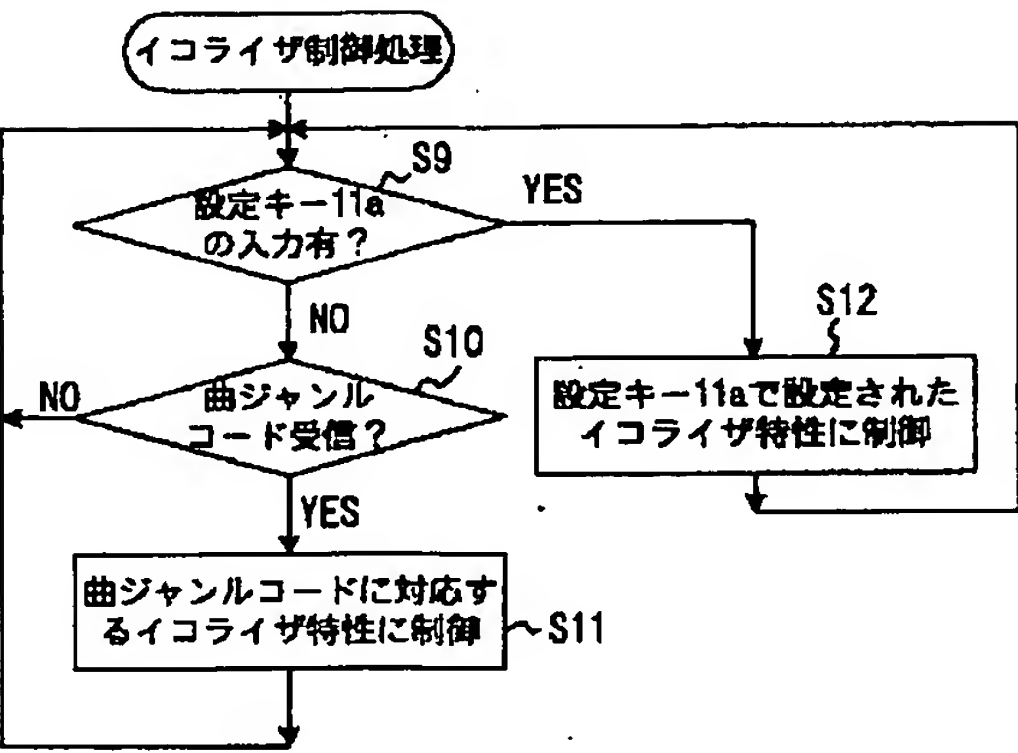 イコライザ制御処理
S9
設定キー11a
の入力有？
YES
NO
S10
曲ジャンル
コード受信？
NO
YES
S12
設定キー11aで設定された
イコライザ特性に制御
曲ジャンルコードに対応す
るイコライザ特性に制御
S11